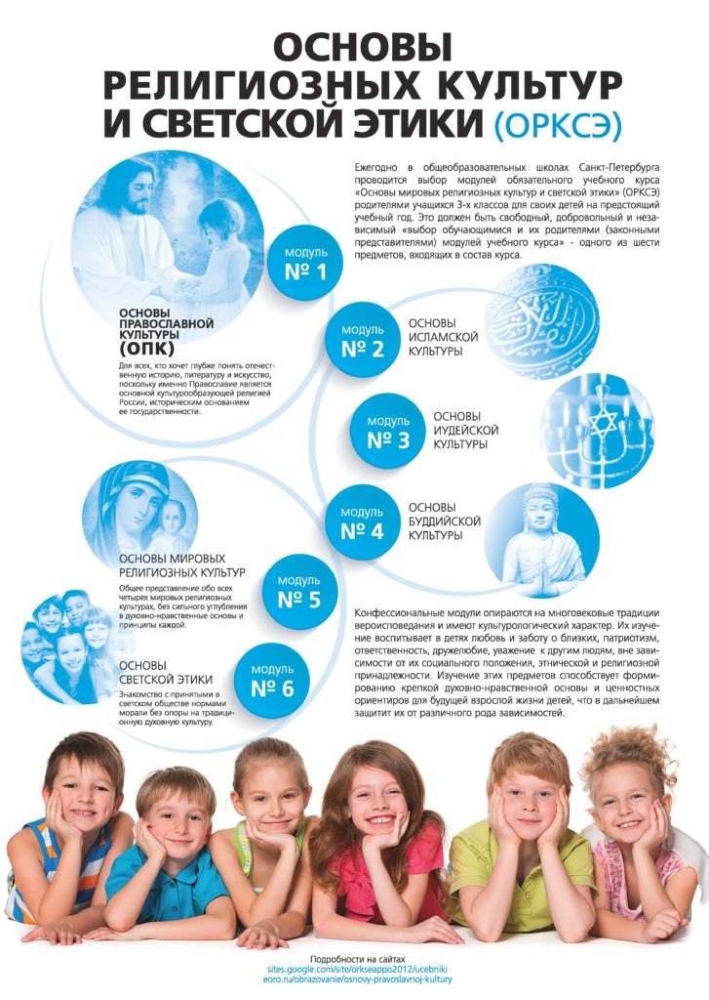 ОСНОВЫ
РЕЛИГИОЗНЫХ КУЛЬТУР
И СВЕТСКОЙ ЭТИКИ (ОРКСЭ)
Ежегодно в общеобразовательных школах Санкт-Петербурга
проводится выбор модулей обязательного учебного курса
«Основы мировых религиозных культур и светской этики» (ОРКСЭ)
родителями учащихся 3-х классов для своих детей на предстоящий
учебный год. Это должен быть свободный, добровольный и неза-
висимый «выбор обучающимися и их родителями (законными
представителями) модулей учебного курса» - одного из шести
предметов, входящих в состав курса.
МОДУЛЬ
№ 1
ОСНОВЫ
ПРАВОСЛАВНОЙ
КУЛЬТУРЫ
(ОПК)
Для всех, кто хочет глубже понять отечест-
венную историю, литературу и искусство,
поскольку именно Православие является
основной культурообразующей религией
России, историческим основанием
ее государственности.
МОДУЛЬ
№ 2
ОСНОВЫ
ИСЛАМСКОЙ
КУЛЬТУРЫ
МОДУЛЬ
№ 3
ОСНОВЫ
ИУДЕЙСКОЙ
КУЛЬТУРЫ
МОДУЛЬ
№ 4
ОСНОВЫ
БУДДИЙСКОЙ
КУЛЬТУРЫ
ОСНОВЫ МИРОВЫХ
РЕЛИГИОЗНЫХ КУЛЬТУР
Общее представление обо всех
четырех мировых религиозных
культурах, без сильного углубления
в духовно-нравственные основы и
принципы каждой.
МОДУЛЬ
№ 5
ОСНОВЫ
СВЕТСКОЙ ЭТИКИ
Знакомство с принятыми в
светском обществе нормами
морали без опоры на традици-
онную духовную культуру.
МОДУЛЬ
№ 6
Конфессиональные модули опираются на многовековые традиции
вероисповедания и имеют культурологический характер. Их изуче-
ние воспитывает в детях любовь и заботу о близких, патриотизм,
ответственность, дружелюбие, уважение к другим людям, вне зави-
симости от их социального положения, этнической и религиозной
принадлежности. Изучение этих предметов способствует форми-
рованию крепкой духовно-нравственной основы и ценностных
ориентиров для будущей взрослой жизни детей, что в дальнейшем
защитит их от различного рода зависимостей.
Подробности на сайтах
sites.google.com/site/orkseappo2012/ucebniki
eoro.ru/obrazovanie/osnovy-pravoslavnoj-kultury